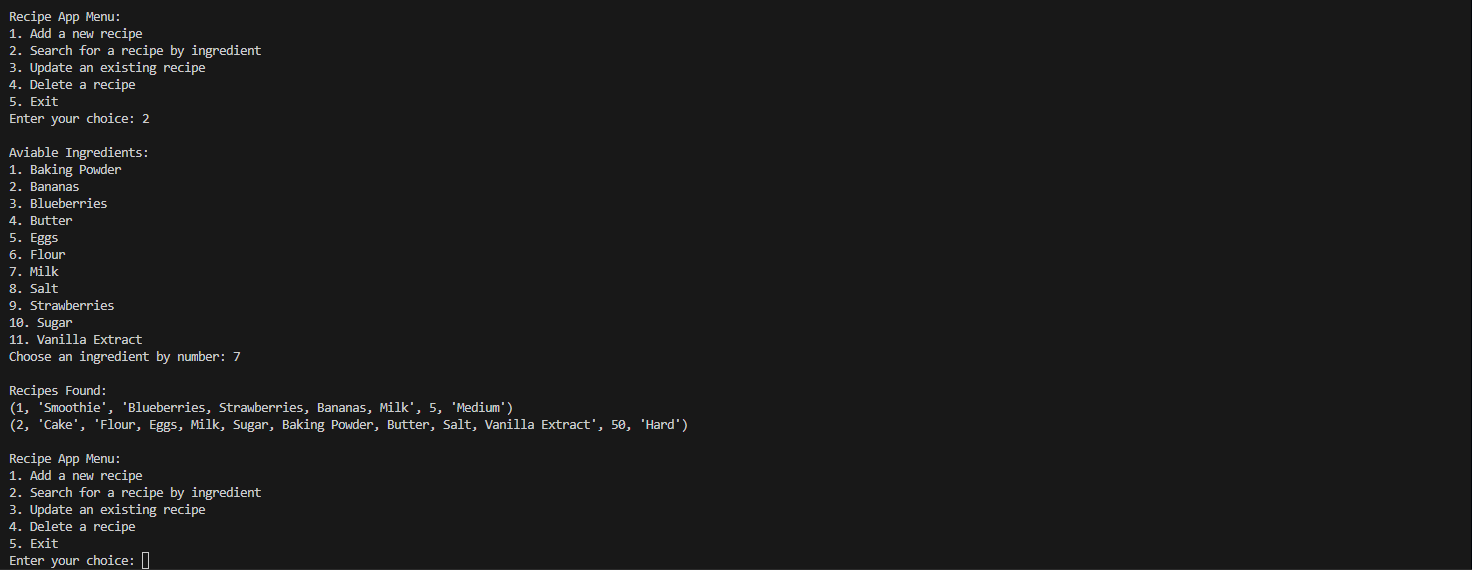 Recipe App Menu:
1. Add a new recipe
2. Search for a recipe by ingredient
3. Update an existing recipe
4. Delete a recipe
5. Exit
Enter your choice: 2
Aviable Ingredients:
1. Baking Powder
2. Bananas
3. Blueberries
4. Butter
5. Eggs
6. Flour
7. Milk
8. Salt
9. Strawberries
10. Sugar
11. Vanilla Extract
Choose an ingredient by number: 7
Recipes Found:
(1, 'Smoothie', 'Blueberries, Strawberries, Bananas, Milk', 5, 'Medium')
(2, 'Cake', 'Flour, Eggs, Milk, Sugar, Baking Powder, Butter, Salt, Vanilla Extract', 50, 'Hard')
Recipe App Menu:
1. Add a new recipe
2. Search for a recipe by ingredient
3. Update an existing recipe
4. Delete a recipe
5. Exit
Enter your choice: